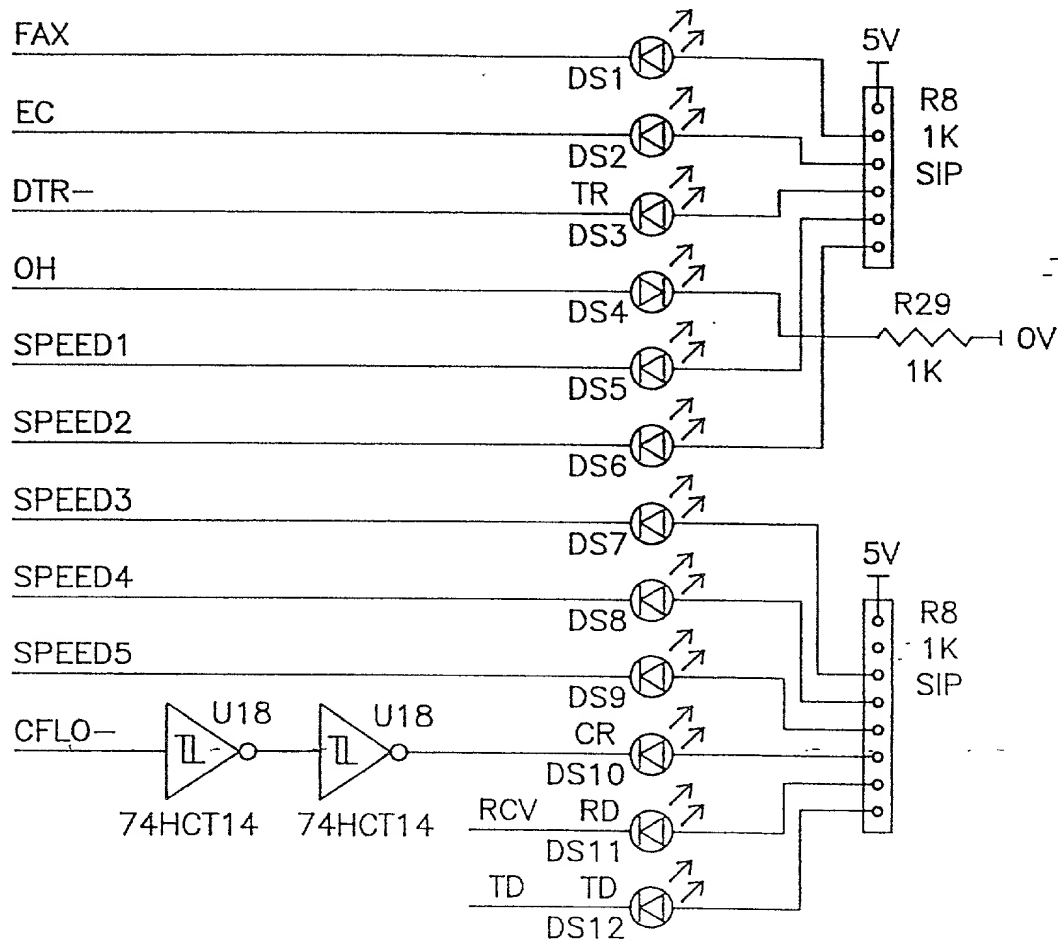 FAX
DS1
5V
R8
1K
SIP
EC
DS2
DTR-
TR
DS3
OH
DS4
R29
1K
0V
SPEED1
DS5
SPEED2
DS6
SPEED3
DS7
5V
R8
1K
SIP
SPEED4
DS8
SPEED5
DS9
CFLO-
U18
U18
74HCT14
74HCT14
CR
DS10
RCV
RD
DS11
TD
TD
DS12